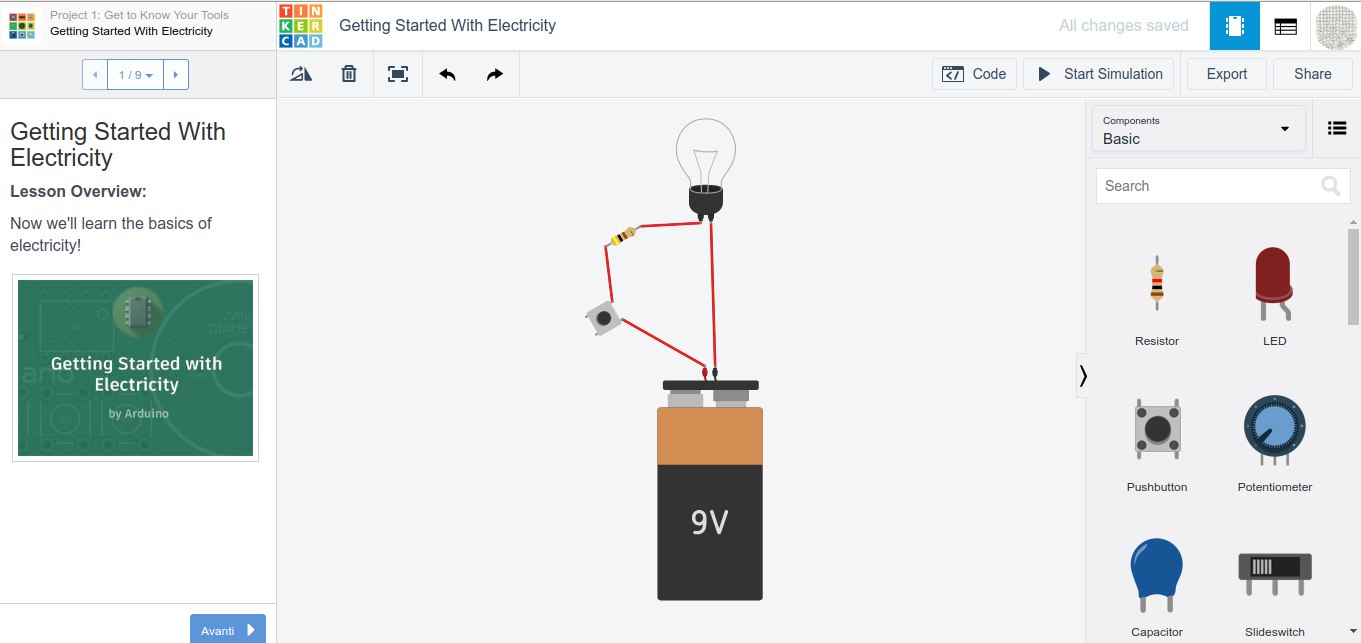 Project 1: Get to Know Your Tools
Getting Started With Electricity
TIN
KER
CAD
Getting Started With Electricity
All changes saved
1 / 9
Code
Start Simulation
Export
Share
Getting Started With
Electricity
Lesson Overview:
Now we'll learn the basics of
electricity!
22mm
DIAMETE
Getting Started with
Electricity
by Arduino
9V
Components
Basic
Search
Resistor
LED
Pushbutton
Potentiometer
Capacitor
Slideswitch
Avanti